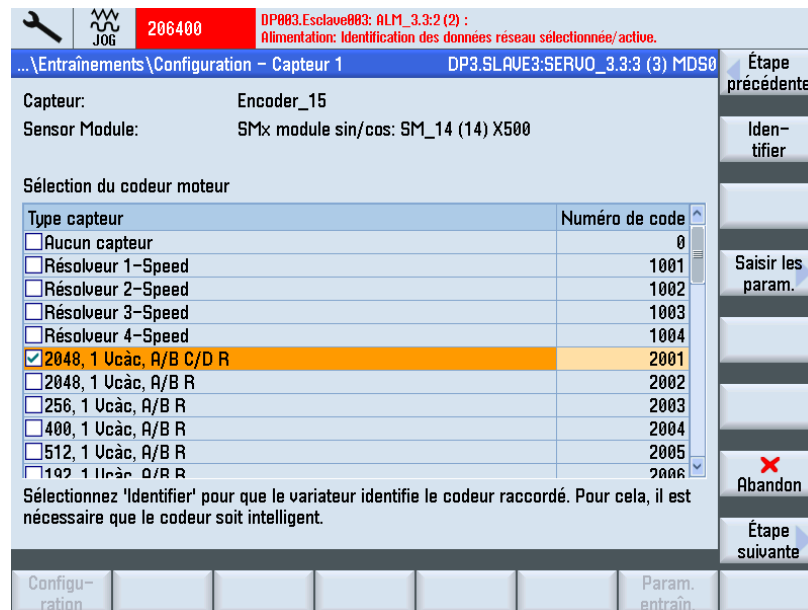 JOG
206400
DP003.Esclave003: ALM_3.3:2 (2) :
Alimentation: Identification des données réseau sélectionnée/active.
...\Entraînements\Configuration - Capteur 1 DP3.SLAVE3:SERVO_3.3:3 (3) MDS0
Étape
précédente
Capteur: Encoder_15
Sensor Module: SMx module sin/cos: SM_14 (14) X500
Iden-
tifier
Sélection du codeur moteur
Type capteur Numéro de code
Aucun capteur 0
Résolveur 1-Speed 1001
Résolveur 2-Speed 1002
Résolveur 3-Speed 1003
Résolveur 4-Speed 1004
2048, 1 Vcàc, A/B C/D R 2001
2048, 1 Vcàc, A/B R 2002
256, 1 Vcàc, A/B R 2003
400, 1 Vcàc, A/B R 2004
512, 1 Vcàc, A/B R 2005
192, 1 Vcàc, A/B R 2006
Saisir les
param.
Sélectionnez 'Identifier' pour que le variateur identifie le codeur raccordé. Pour cela, il est
nécessaire que le codeur soit intelligent.
Abandon
Étape
suivante
Configu-
ration
Param.
entraîn.